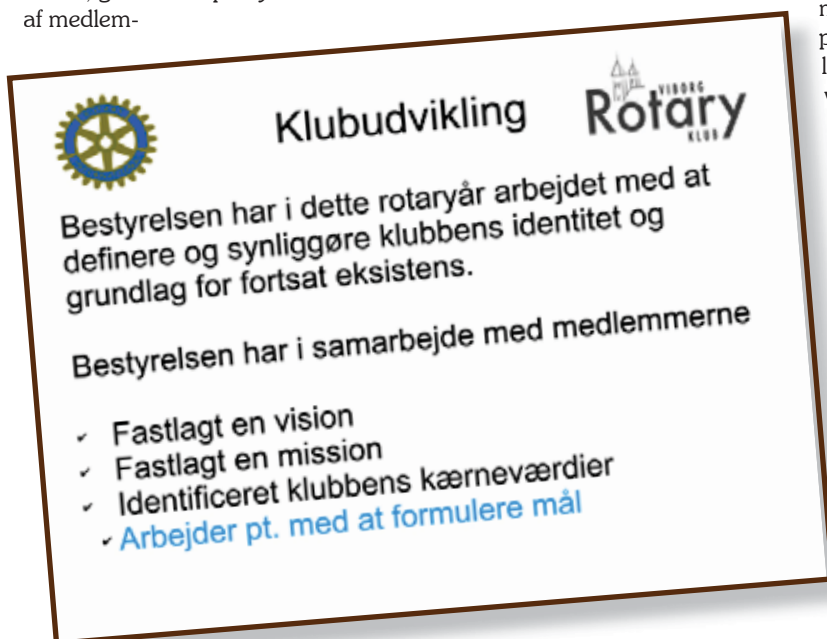 af medlem-
Klubudvikling
VIBORG
Rotary
KLUB
Bestyrelsen har i dette rotaryår arbejdet med at
definere og synliggøre klubbens identitet og
grundlag for fortsat eksistens.
Bestyrelsen har i samarbejde med medlemmerne
✓ Fastlagt en vision
✓ Fastlagt en mission
✓ Identificeret klubbens kærneværdier
✓ Arbejder pt. med at formulere mål